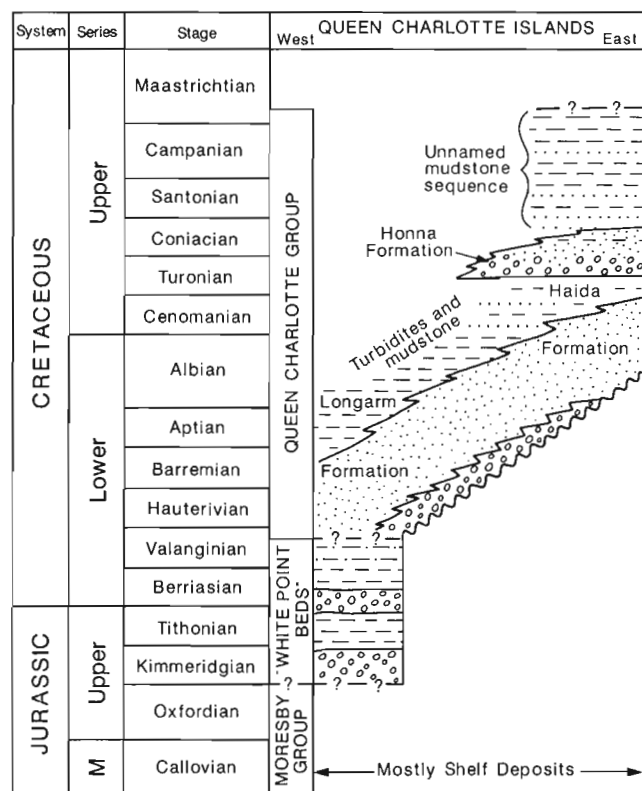 System Series Stage QUEEN CHARLOTTE ISLANDS
West East
CRETACEOUS
JURASSIC
Upper
Lower
Upper
M
Maastrichtian
Campanian
Santonian
Coniacian
Turonian
Cenomanian
Albian
Aptian
Barremian
Hauterivian
Valanginian
Berriasian
Tithonian
Kimmeridgian
Oxfordian
Callovian
QUEEN CHARLOTTE GROUP
"WHITE POINT
BEDS"
?
MORESBY
GROUP
? ?
Unnamed
mudstone
sequence
Honna
Formation
Haida
Formation
Turbidites and
mudstone
Longarm
Formation
? ?
? ?
Mostly Shelf Deposits